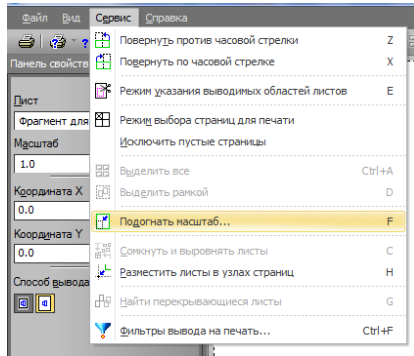 Файл Вид Сервис Справка
Панель свойств
Лист
Фрагмент для
Масштаб
1.0
Координата X
0.0
Координата Y
0.0
Способ вывода
Повернуть против часовой стрелки Z
Повернуть по часовой стрелке X
Режим указания выводимых областей листов E
Режим выбора страниц для печати
Исключить пустые страницы
Выделить все Ctrl+A
Выделить рамкой D
Подогнать масштаб... F
Сомкнуть и выровнять листы C
Разместить листы в узлах страниц H
Найти перекрывающиеся листы G
Фильтры вывода на печать... Ctrl+F